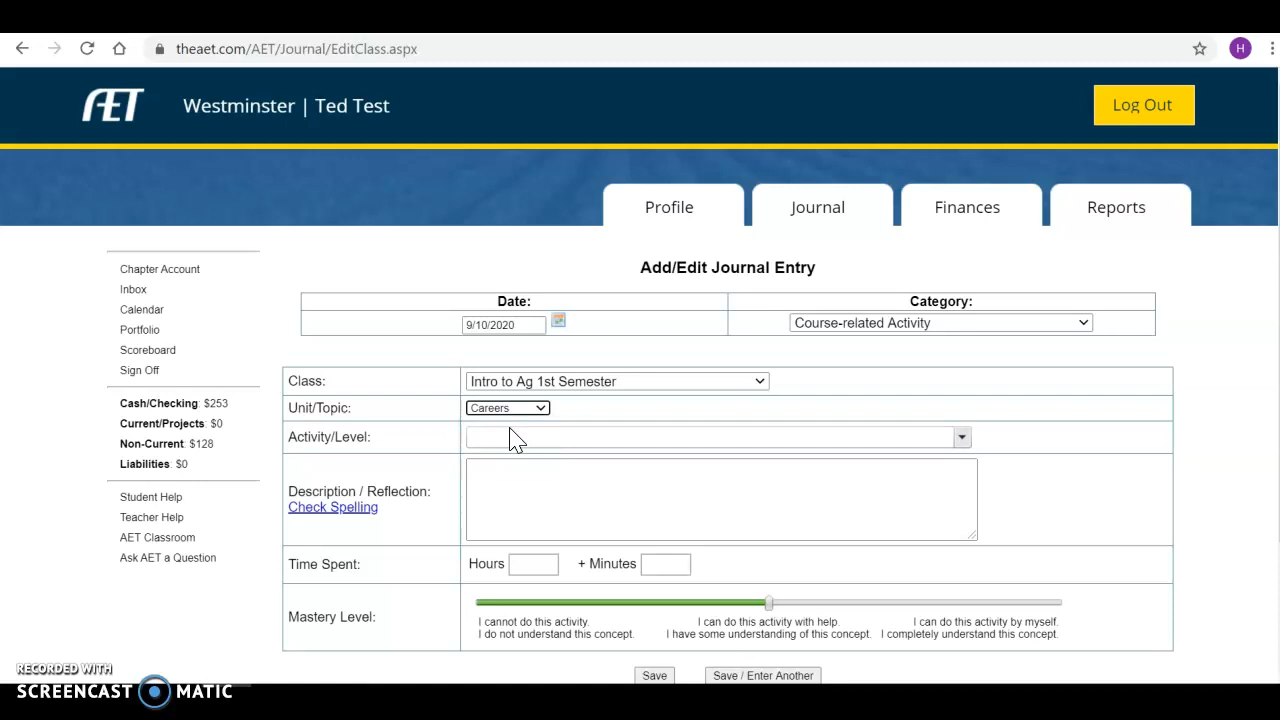 theaet.com/AET/Journal/EditClass.aspx
H
AET
Westminster | Ted Test
Log Out
Profile
Journal
Finances
Reports
Chapter Account
Inbox
Calendar
Portfolio
Scoreboard
Sign Off
Cash/Checking: $253
Current/Projects: $0
Non-Current: $128
Liabilities: $0
Student Help
Teacher Help
AET Classroom
Ask AET a Question
Add/Edit Journal Entry
Date:
Category:
9/10/2020
Course-related Activity
Class:
Intro to Ag 1st Semester
Unit/Topic:
Careers
Activity/Level:
Description / Reflection:
Check Spelling
Time Spent:
Hours
+ Minutes
Mastery Level:
I cannot do this activity.
I do not understand this concept.
I can do this activity with help.
I have some understanding of this concept.
I can do this activity by myself.
I completely understand this concept.
Save
Save / Enter Another
RECORDED WITH
SCREENCAST MATIC